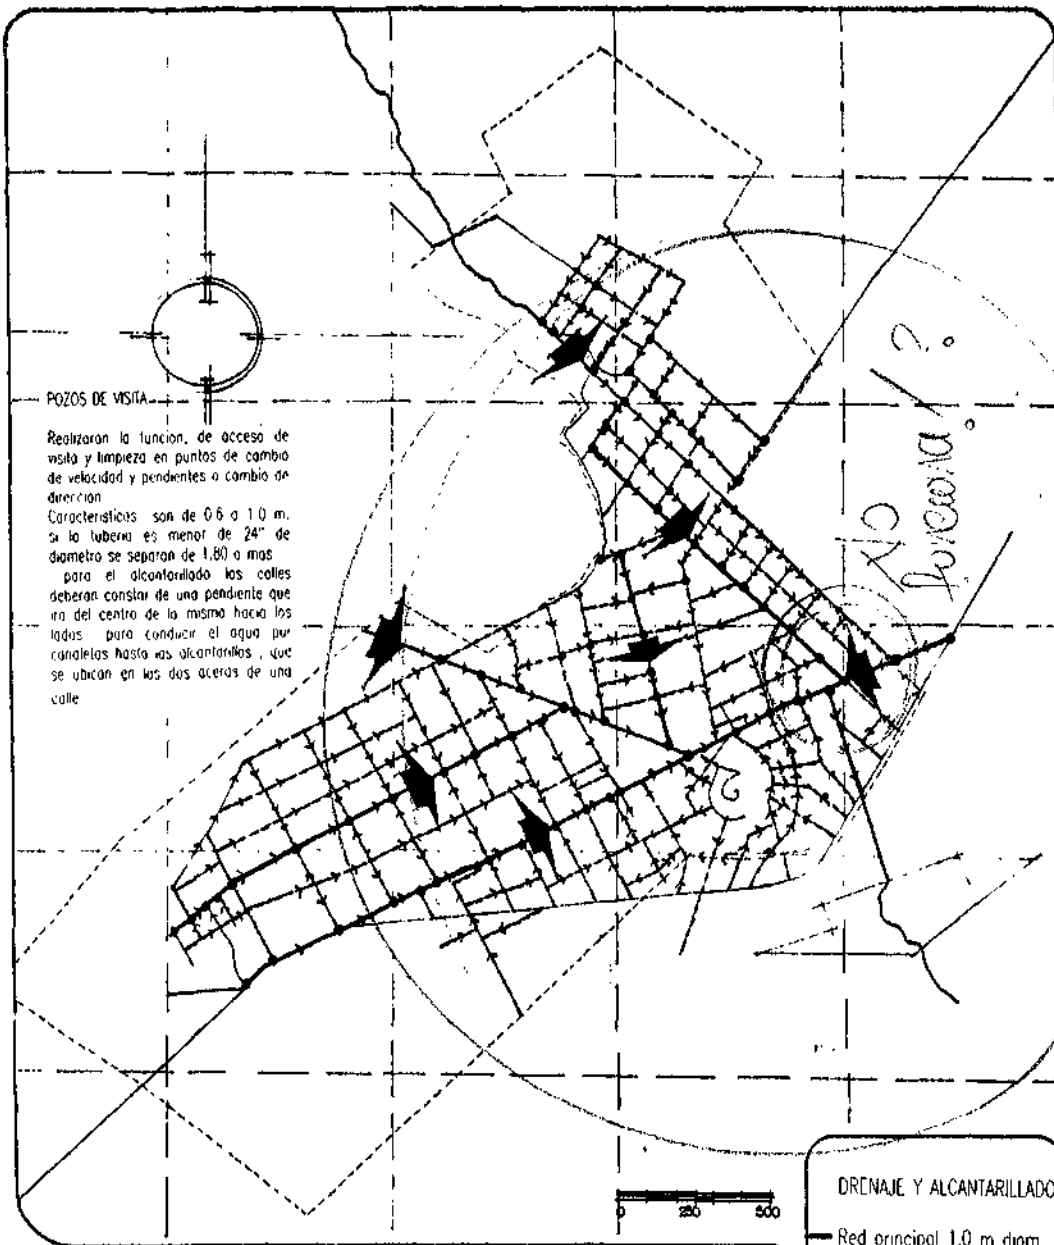 POZOS DE VISITA
Realizaran la funcion, de acceso de
visita y limpieza en puntos de cambio
de velocidad y pendientes o cambio de
direccion
Caracteristicas son de 0.6 a 1.0 m.
si la tuberia es menor de 24" de
diametro se separan de 1.80 o mas
para el alcantarillado las calles
deberan constar de una pendiente que
ira del centro de la misma hacia los
lados para conducir el agua por
canaletas hasta las alcantarillas , que
se ubican en las dos aceras de una
calle
NO
?
0 250 500
DRENAJE Y ALCANTARILLADO
Red principal 1.0 m diam